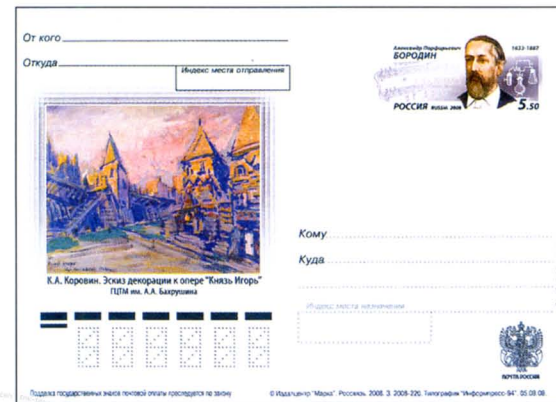 От кого
Откуда
Индекс места отправления
Александр Порфирьевич
БОРОДИН
1833-1887
РОССИЯ RUSSIA 2008
5.50
К.А. Коровин. Эскиз декорации к опере "Князь Игорь"
ГЦТМ им. А.А. Бахрушина
Кому
Куда
Индекс места назначения
ПОЧТА РОССИИ
Подделка государственных знаков почтовой оплаты преследуется по закону
© Издатцентр "Марка". Россвязь. 2008. З. 2008-220. Типография "Информпресс-94". 05.08.08.